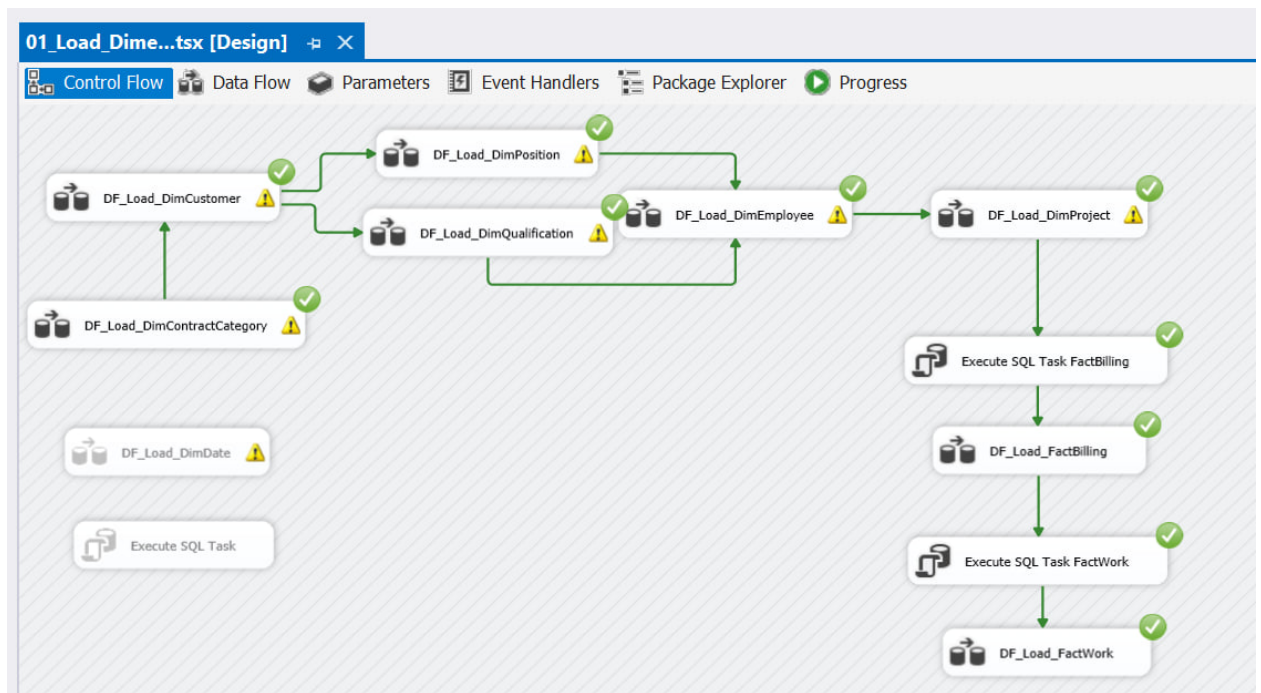 01_Load_Dime...tsx [Design]
Control Flow Data Flow Parameters Event Handlers Package Explorer Progress
DF_Load_DimPosition
DF_Load_DimCustomer
DF_Load_DimEmployee
DF_Load_DimProject
DF_Load_DimQualification
DF_Load_DimContractCategory
Execute SQL Task FactBilling
DF_Load_DimDate
DF_Load_FactBilling
Execute SQL Task
Execute SQL Task FactWork
DF_Load_FactWork